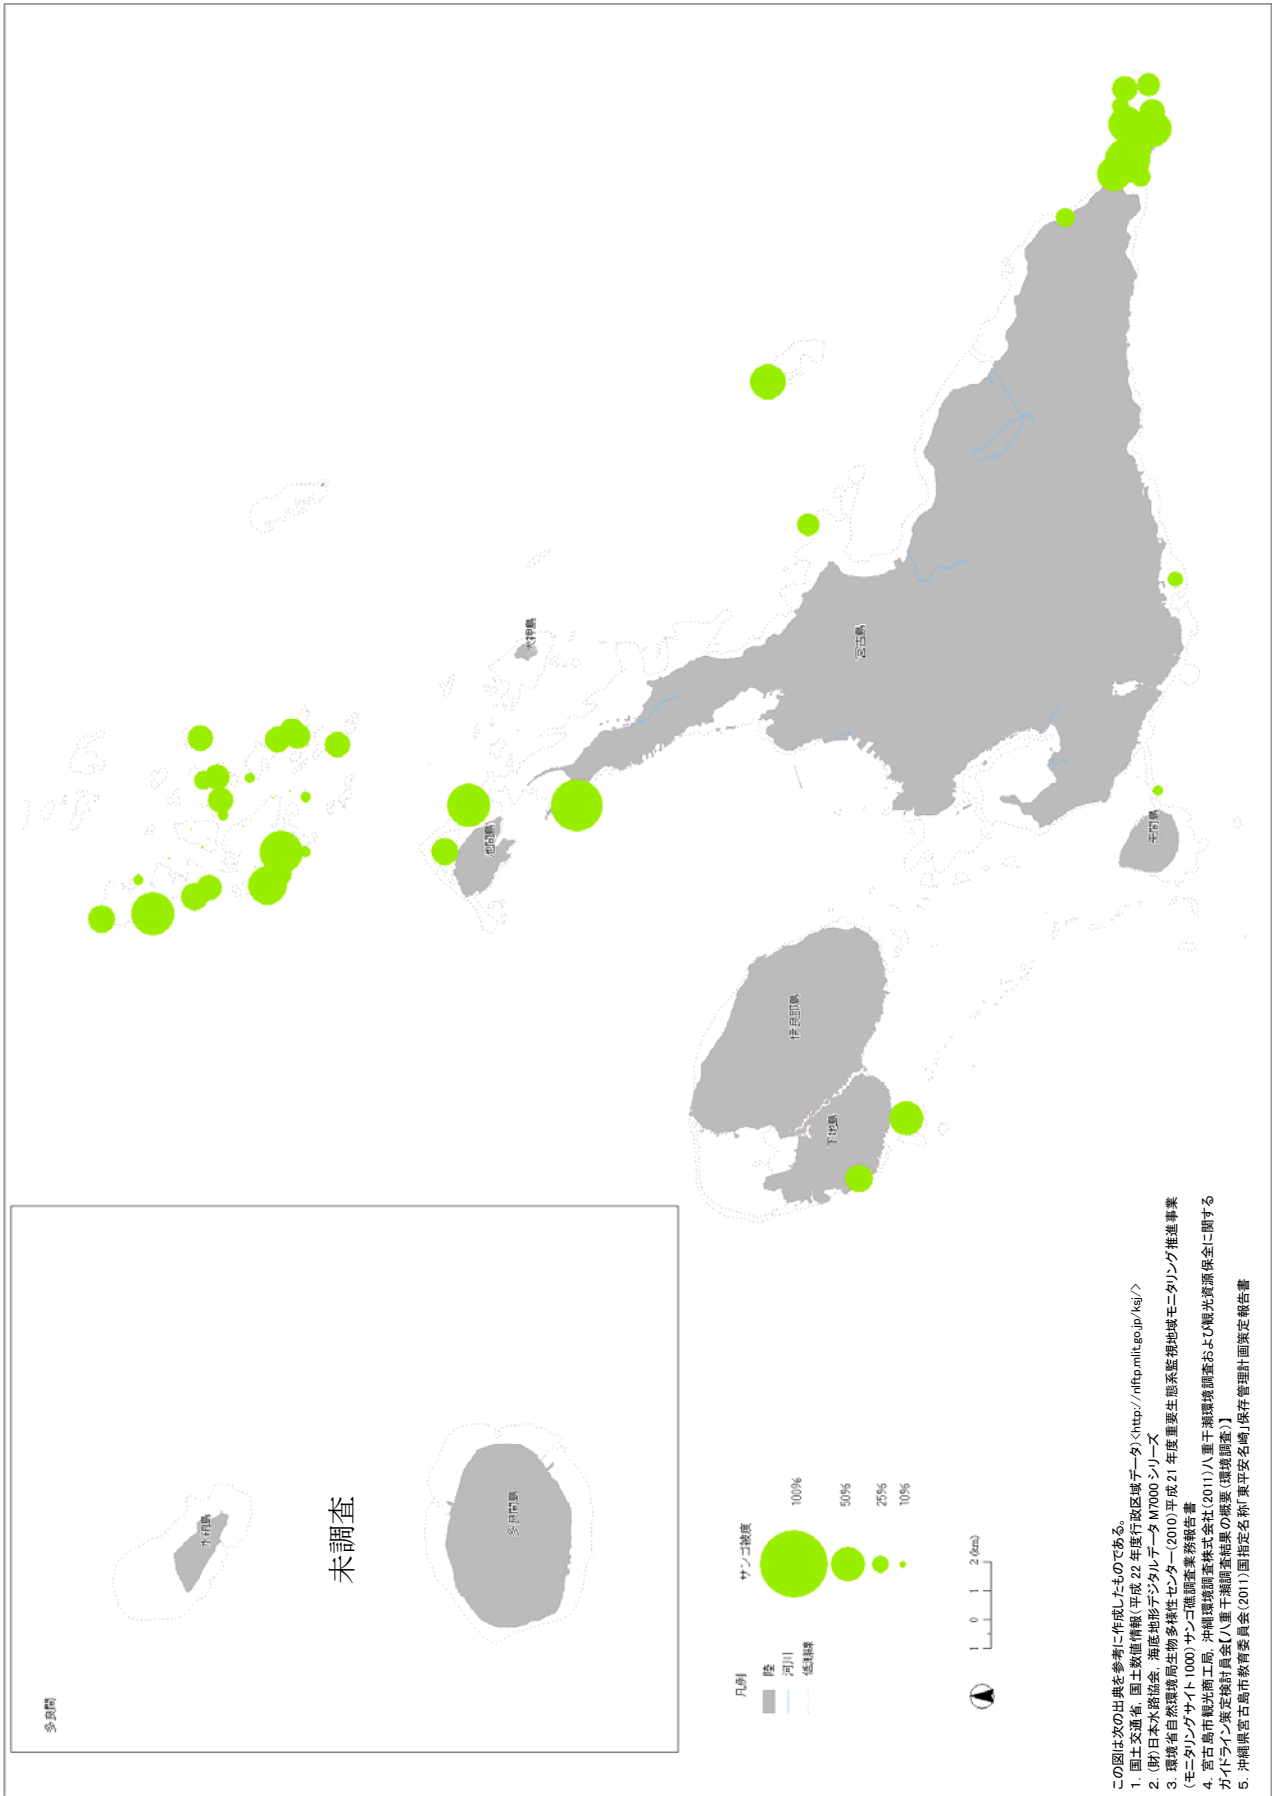 多良間
水納島
未調査
多良間島
池間島
大神島
宮古島
伊良部島
下地島
来間島
凡例
陸
河川
低潮線
サンゴ被度
100%
50%
25%
10%
1 0 1 2 (km)
この図は次の出典を参考に作成したものである。
1. 国土交通省, 国土数値情報(平成 22 年度行政区域データ)<http://nlftp.mlit.go.jp/ksj/>
2. (財)日本水路協会, 海底地形デジタルデータ M7000 シリーズ
3. 環境省自然環境局生物多様性センター(2010)平成 21 年度重要生態系監視地域モニタリング推進事業
(モニタリングサイト 1000)サンゴ礁調査業務報告書
4. 宮古島市観光商工局, 沖縄環境調査株式会社(2011)八重干瀬環境調査および観光資源保全に関する
ガイドライン策定検討員会【八重干瀬調査結果の概要(環境調査)】
5. 沖縄県宮古島市教育委員会(2011)国指定名称「東平安名崎」保存管理計画策定報告書